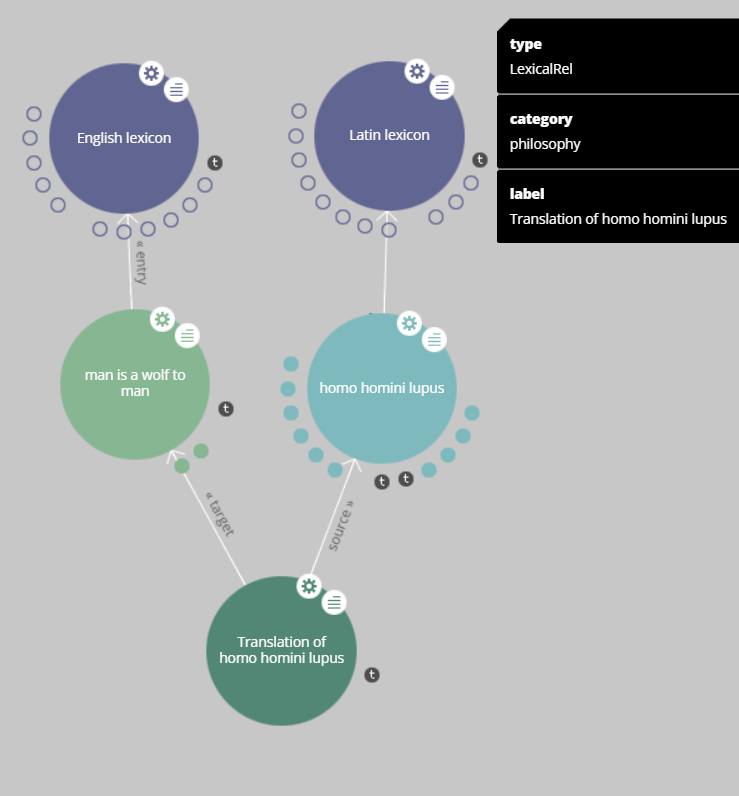 type
LexicalRel
category
philosophy
label
Translation of homo homini lupus
English lexicon
t
Latin lexicon
t
« entry
man is a wolf to
man
t
homo homini lupus
t
t
« target
source »
Translation of
homo homini lupus
t